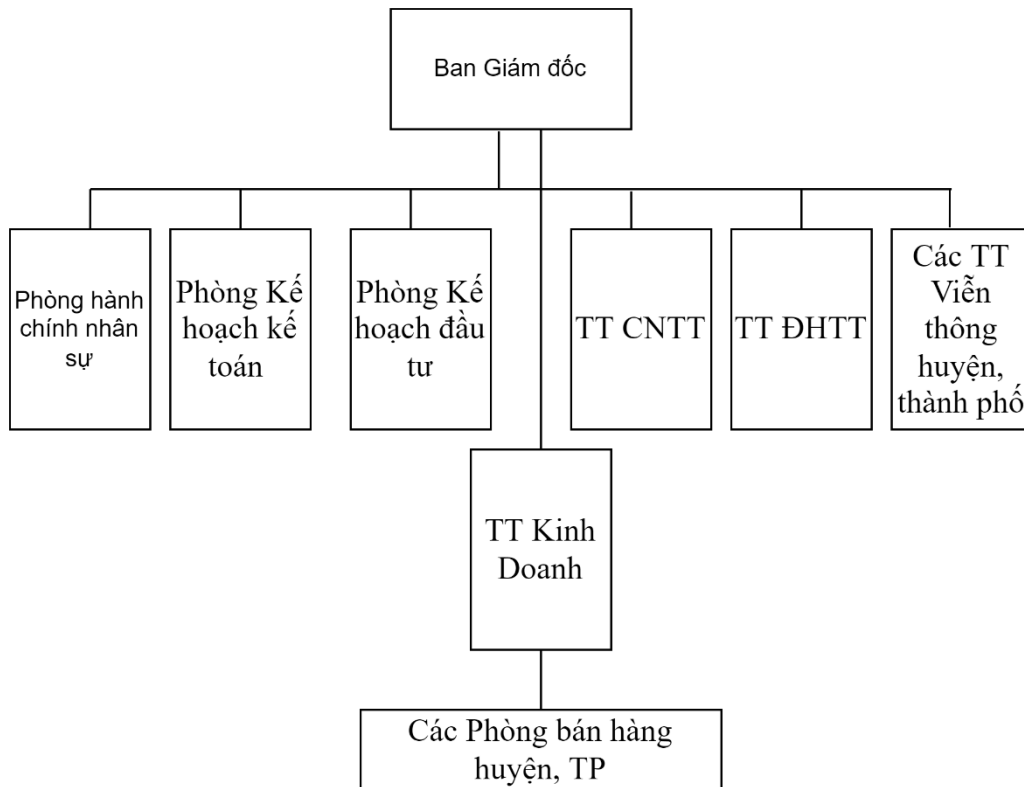 Ban Giám đốc
Phòng hành
chính nhân
sự
Phòng Kế
hoạch kế
toán
Phòng Kế
hoạch đầu
tư
TT CNTT
TT ĐHTT
Các TT
Viễn
thông
huyện,
thành phố
TT Kinh
Doanh
Các Phòng bán hàng
huyện, TP